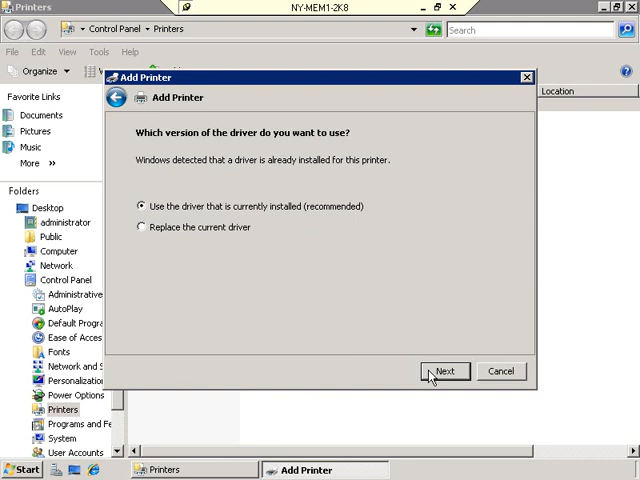 Printers
NY-MEM1-2K8
Control Panel
Printers
Search
File Edit View Tools Help
Organize
Add Printer
Location
Favorite Links
Documents
Pictures
Music
More
Folders
Desktop
administrator
Public
Computer
Network
Control Panel
Administrative
AutoPlay
Default Progra
Ease of Acces
Fonts
Network and S
Personalizatio
Power Options
Printers
Programs and Fe
System
User Accounts
Add Printer
Which version of the driver do you want to use?
Windows detected that a driver is already installed for this printer.
Use the driver that is currently installed (recommended)
Replace the current driver
Next Cancel
Start
Printers
Add Printer